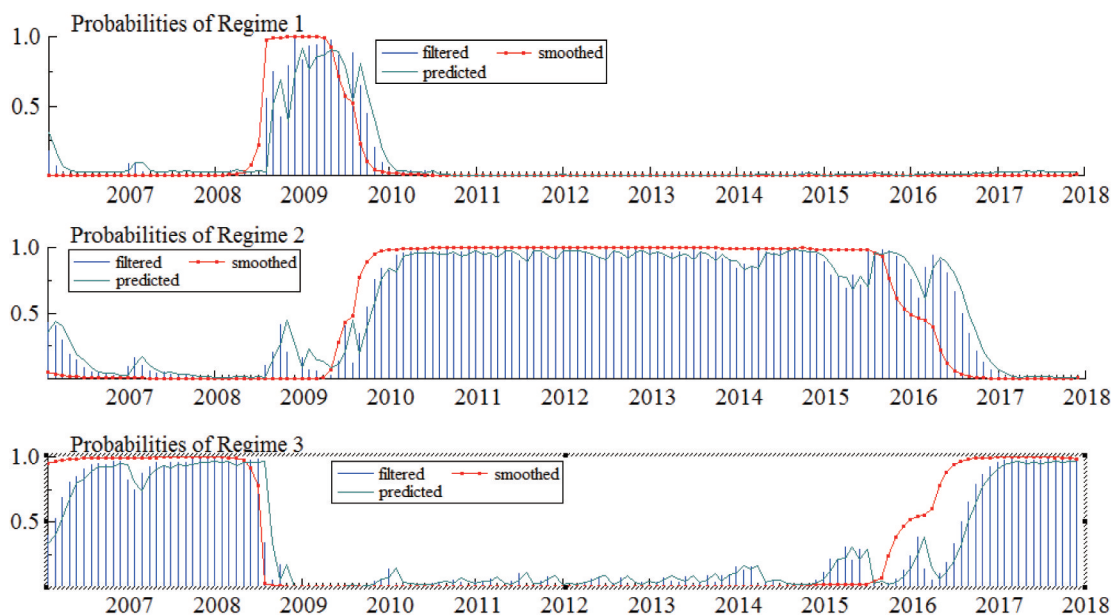 Probabilities of Regime 1
1.0
0.5
filtered smoothed
predicted
2007 2008 2009 2010 2011 2012 2013 2014 2015 2016 2017 2018
Probabilities of Regime 2
1.0
0.5
filtered smoothed
predicted
2007 2008 2009 2010 2011 2012 2013 2014 2015 2016 2017 2018
Probabilities of Regime 3
1.0
0.5
filtered smoothed
predicted
2007 2008 2009 2010 2011 2012 2013 2014 2015 2016 2017 2018